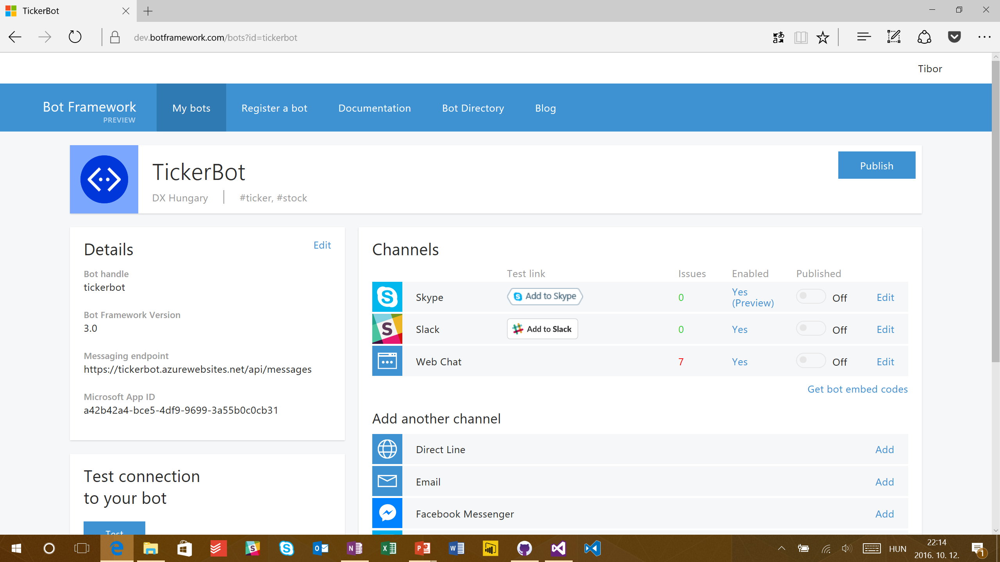 TickerBot
dev.botframework.com/bots?id=tickerbot
Tibor
Bot Framework
PREVIEW
My bots
Register a bot
Documentation
Bot Directory
Blog
TickerBot
DX Hungary
#ticker, #stock
Publish
Details
Edit
Bot handle
tickerbot
Bot Framework Version
3.0
Messaging endpoint
https://tickerbot.azurewebsites.net/api/messages
Microsoft App ID
a42b42a4-bce5-4df9-9699-3a55b0c0cb31
Test connection
to your bot
Test
Channels
Test link Issues Enabled Published
Skype Add to Skype 0 Yes (Preview) Off Edit
Slack Add to Slack 0 Yes Off Edit
Web Chat 7 Yes Off Edit
Get bot embed codes
Add another channel
Direct Line Add
Email Add
Facebook Messenger Add
HUN
22:14
2016. 10. 12.
1